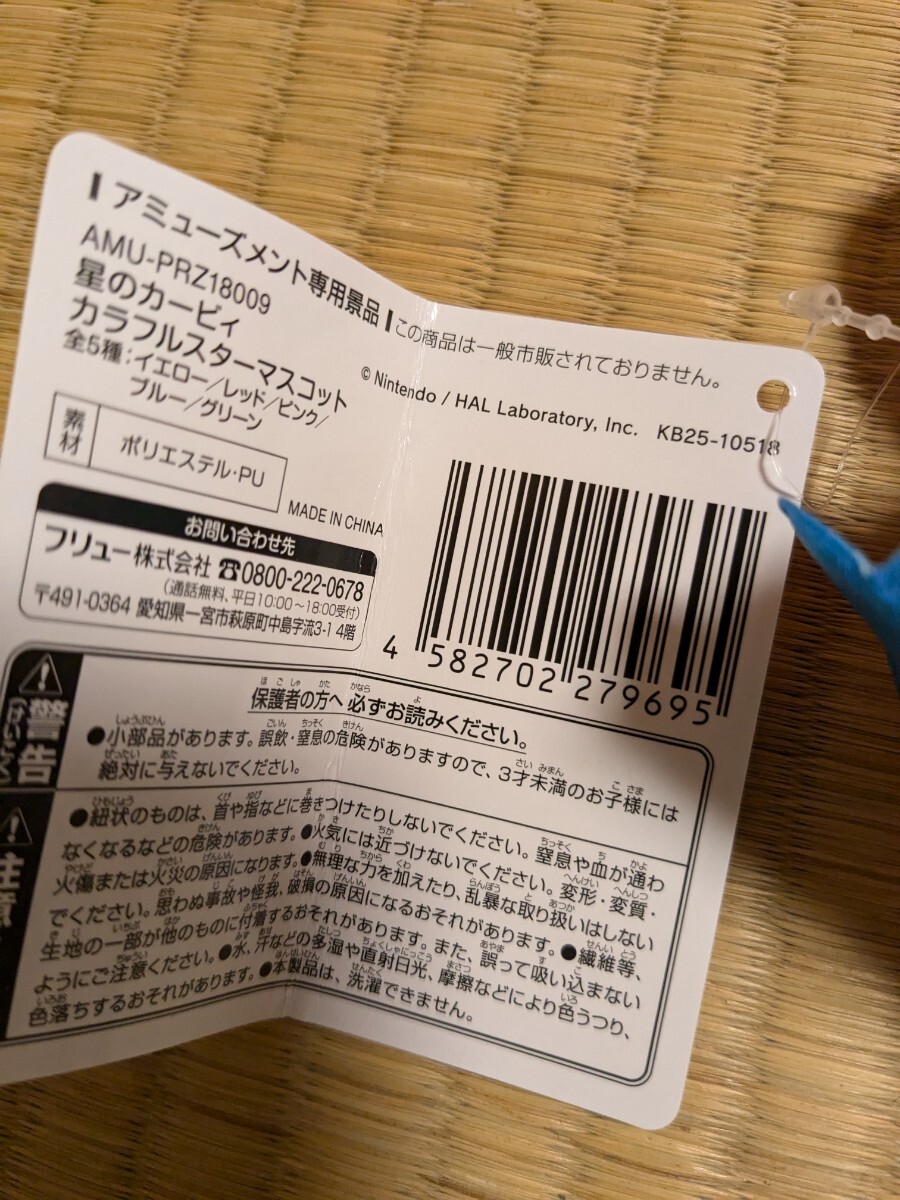 アミューズメント専用景品
この商品は一般市販されておりません。
AMU-PRZ18009
星のカービィ
カラフルスターマスコット
全5種：イエロー／レッド／ピンク／
ブルー／グリーン
© Nintendo / HAL Laboratory, Inc. KB25-10518
素材 ポリエステル・PU
MADE IN CHINA
お問い合わせ先
フリュー株式会社 ☎0800-222-0678
（通話無料、平日10:00～18:00受付）
〒491-0364 愛知県一宮市萩原町中島字流3-1 4階
4 582702 279695
警告
保護者の方へ 必ずお読みください。
●小部品があります。誤飲・窒息の危険がありますので、3才未満のお子様には
絶対に与えないでください。
注意
●紐状のものは、首や指などに巻きつけたりしないでください。窒息や血が通わ
なくなるなどの危険があります。●火気には近づけないでください。変形・変質・
火傷または火災の原因になります。●無理な力を加えたり、乱暴な取り扱いはしない
でください。思わぬ事故や怪我、破損の原因になるおそれがあります。●繊維等、
生地の一部が他のものに付着するおそれがあります。また、誤って吸い込まない
ようにご注意ください。●水、汗などの多湿や直射日光、摩擦などにより色うつり、
色落ちするおそれがあります。●本製品は、洗濯できません。